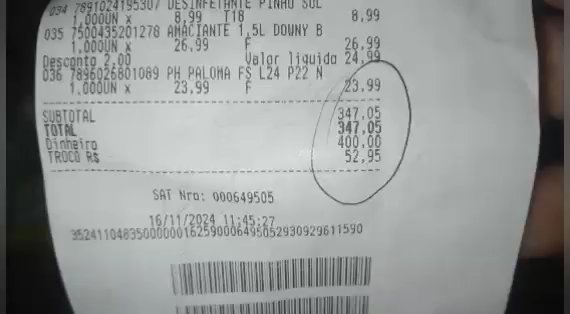 034 7891024195307 DESINFETANTE PINHO SOL
1,000UN x 8,99 T18 8,99
035 7500435201278 AMACIANTE 1,5L DOWNY B
1,000UN x 26,99 F 26,99
Desconto 2,00 Valor liquido 24,99
036 7896026801089 PH PALOMA FS L24 P22 N
1,000UN x 23,99 F 23,99
SUBTOTAL 347,05
TOTAL 347,05
Dinheiro 400,00
TROCO R$ 52,95
SAT Nro: 000649505
16/11/2024 11:45:27